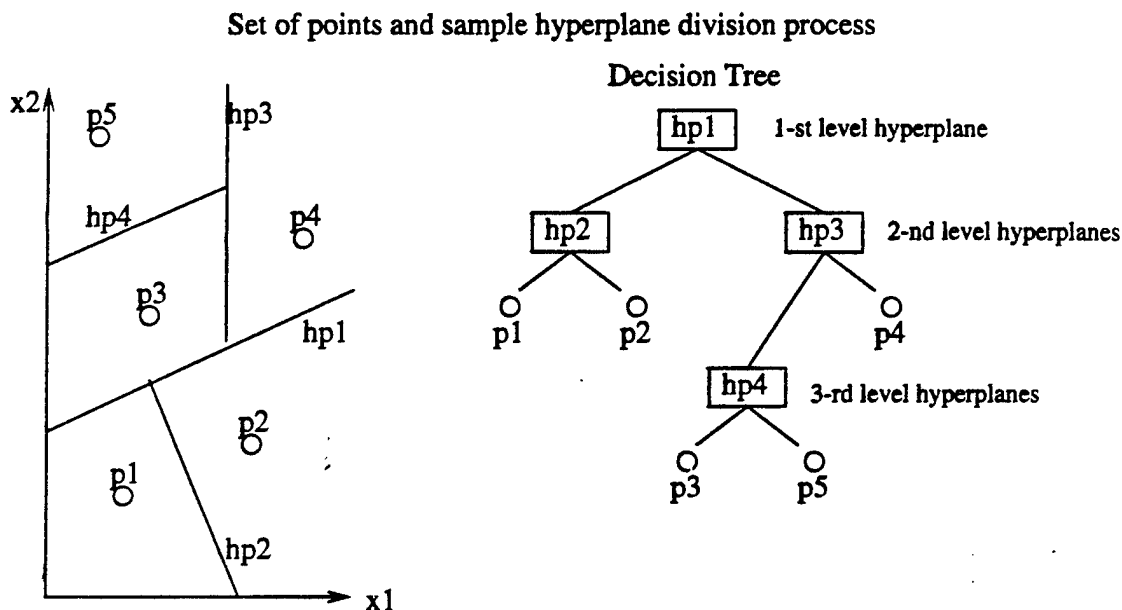 Set of points and sample hyperplane division process
x2
p5
hp3
hp4
p4
p3
hp1
p2
p1
hp2
x1
Decision Tree
hp1 1-st level hyperplane
hp2 hp3 2-nd level hyperplanes
p1 p2 p4
hp4 3-rd level hyperplanes
p3 p5